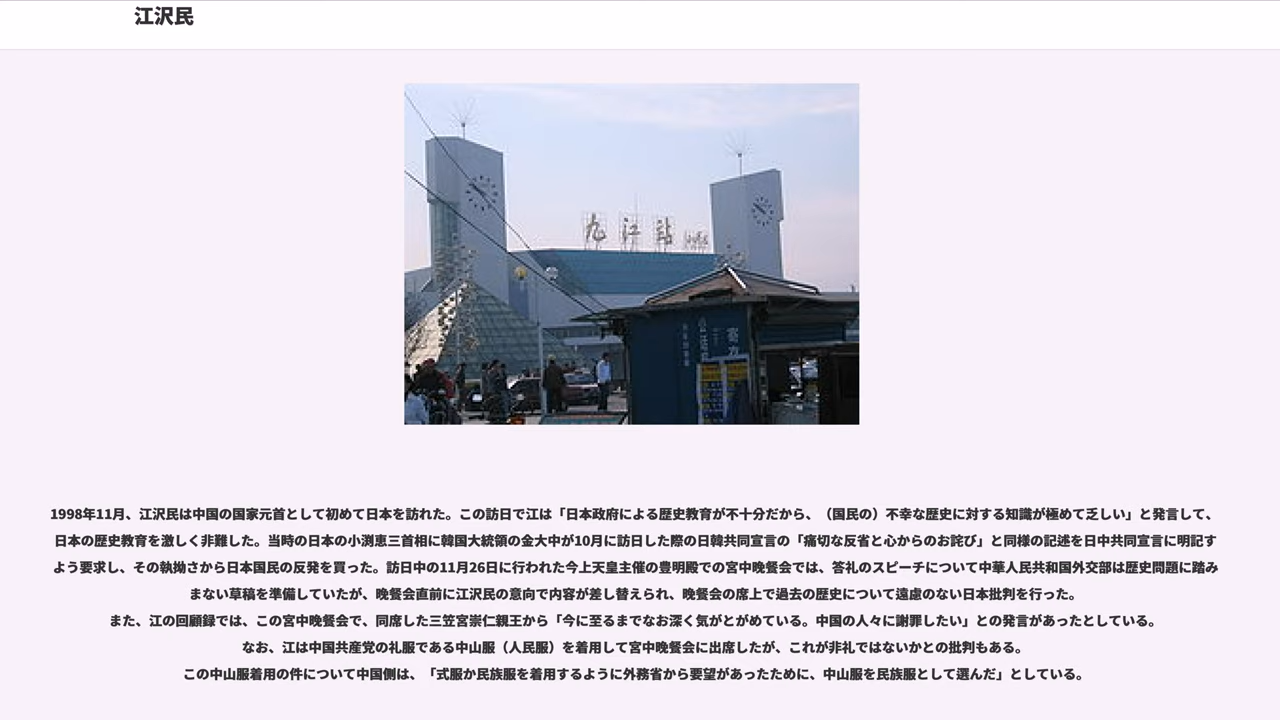 江沢民
九江站
1998年11月、江沢民は中国の国家元首として初めて日本を訪れた。この訪日で江は「日本政府による歴史教育が不十分だから、（国民の）不幸な歴史に対する知識が極めて乏しい」と発言して、
日本の歴史教育を激しく非難した。当時の日本の小渕恵三首相に韓国大統領の金大中が10月に訪日した際の日韓共同宣言の「痛切な反省と心からのお詫び」と同様の記述を日中共同宣言に明記す
よう要求し、その執拗さから日本国民の反発を買った。訪日中の11月26日に行われた今上天皇主催の豊明殿での宮中晩餐会では、答礼のスピーチについて中華人民共和国外交部は歴史問題に踏み
まない草稿を準備していたが、晩餐会直前に江沢民の意向で内容が差し替えられ、晩餐会の席上で過去の歴史について遠慮のない日本批判を行った。
また、江の回顧録では、この宮中晩餐会で、同席した三笠宮崇仁親王から「今に至るまでなお深く気がとがめている。中国の人々に謝罪したい」との発言があったとしている。
なお、江は中国共産党の礼服である中山服（人民服）を着用して宮中晩餐会に出席したが、これが非礼ではないかとの批判もある。
この中山服着用の件について中国側は、「式服か民族服を着用するように外務省から要望があったために、中山服を民族服として選んだ」としている。